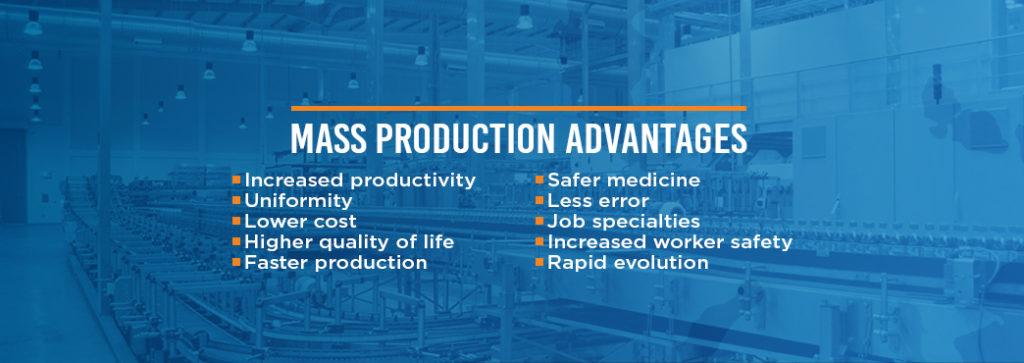 MASS PRODUCTION ADVANTAGES
Increased productivity
Uniformity
Lower cost
Higher quality of life
Faster production
Safer medicine
Less error
Job specialties
Increased worker safety
Rapid evolution